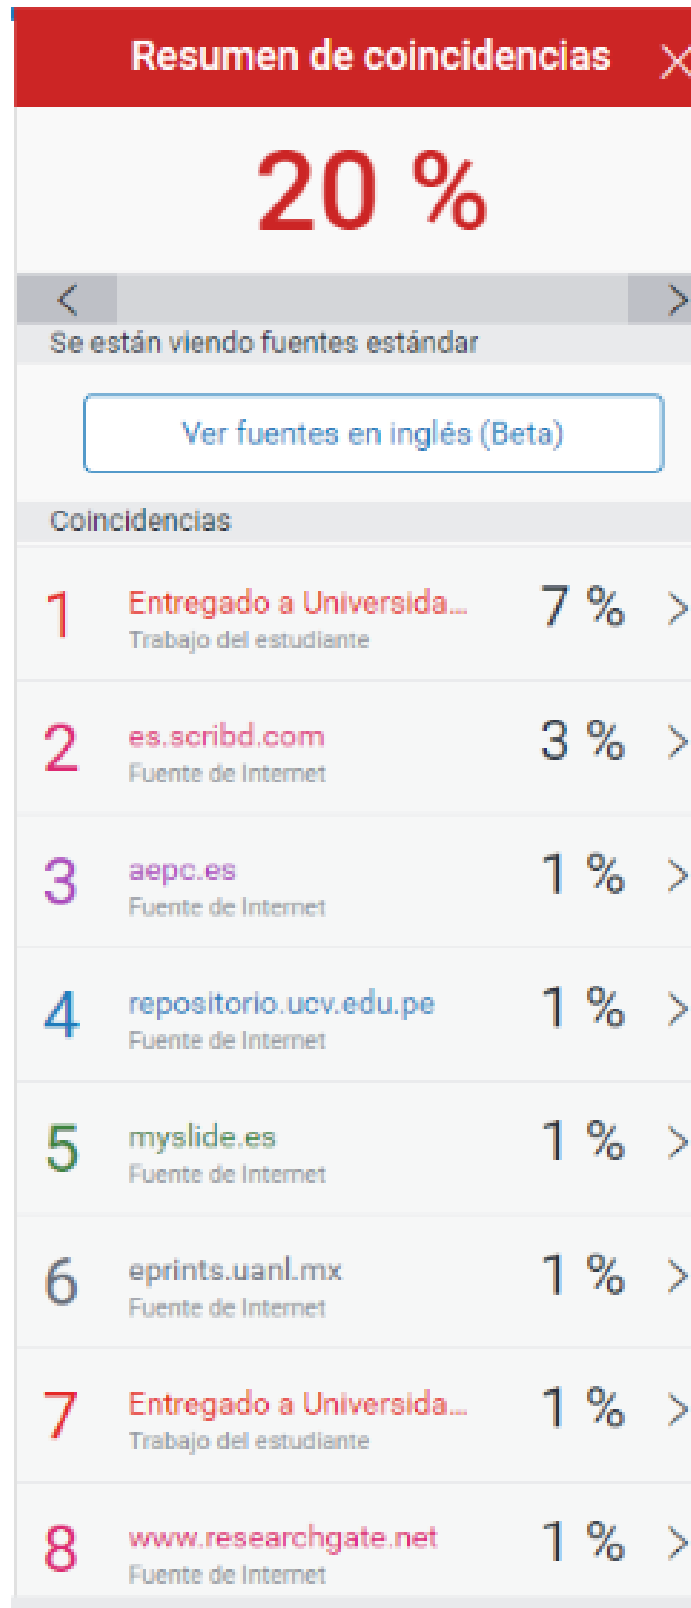 Resumen de coincidencias
20 %
Se están viendo fuentes estándar
Ver fuentes en inglés (Beta)
Coincidencias
1 Entregado a Universida... 7 %
Trabajo del estudiante
2 es.scribd.com 3 %
Fuente de Internet
3 aepc.es 1 %
Fuente de Internet
4 repositorio.ucv.edu.pe 1 %
Fuente de Internet
5 myslide.es 1 %
Fuente de Internet
6 eprints.uanl.mx 1 %
Fuente de Internet
7 Entregado a Universida... 1 %
Trabajo del estudiante
8 www.researchgate.net 1 %
Fuente de Internet